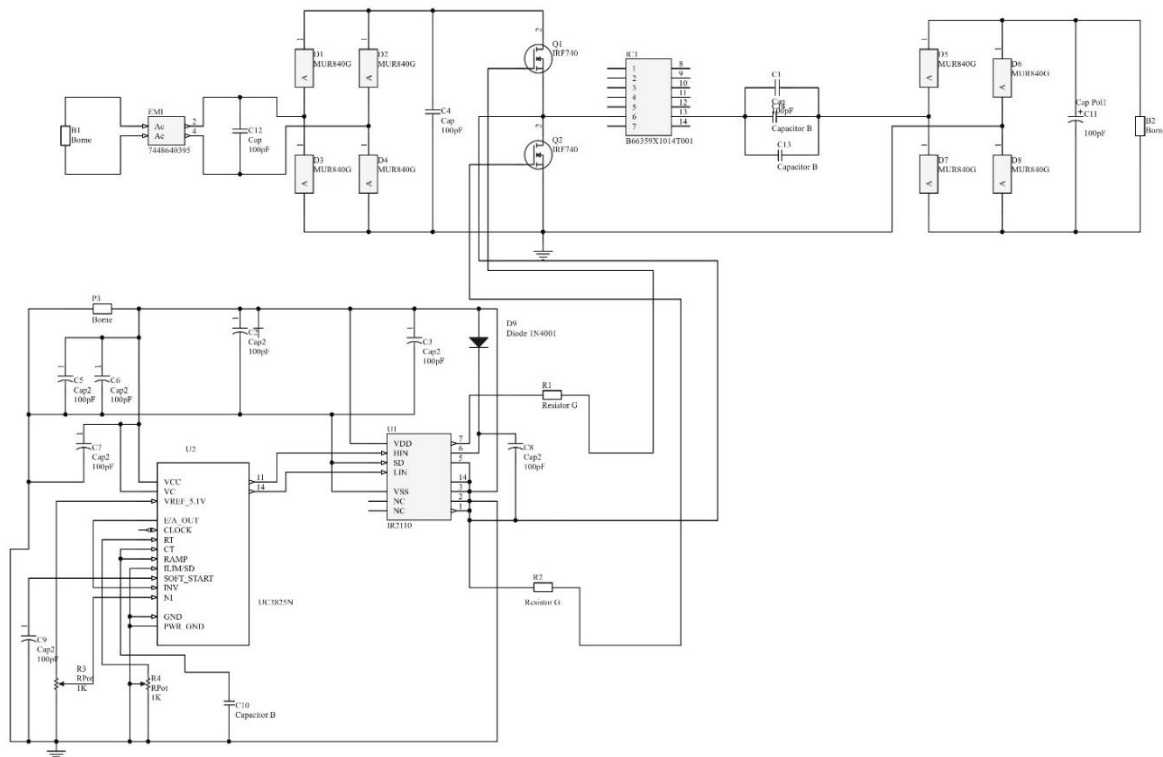 Q1
IRF740
D1
MUR840G
D2
MUR840G
IC1
1 8
2 9
3 10
4 11
5 12
6 13
7 14
B66359X1014T001
C1
Cap
100pF
Capacitor B
C13
Capacitor B
D5
MUR840G
D6
MUR840G
Cap Pol1
C11
100pF
B2
Born
EMI
Ac 2
Ac 4
7448640395
B1
Borne
C12
Cap
100pF
C4
Cap
100pF
Q2
IRF740
D3
MUR840G
D4
MUR840G
D7
MUR840G
D8
MUR840G
P3
Borne
C2
Cap2
100pF
C3
Cap2
100pF
D9
Diode 1N4001
C5
Cap2
100pF
C6
Cap2
100pF
R1
Resistor G
C7
Cap2
100pF
U2
VCC
VC
VREF_5.1V
E/A_OUT
CLOCK
RT
CT
RAMP
ILIM/SD
SOFT_START
INV
NI
GND
PWR_GND
11
14
UC1825N
U1
VDD
HIN
SD
LIN
VSS
NC
NC
7
6
5
14
3
2
1
IR2110
C8
Cap2
100pF
R2
Resistor G
C9
Cap2
100pF
R3
RPot
1K
R4
RPot
1K
C10
Capacitor B